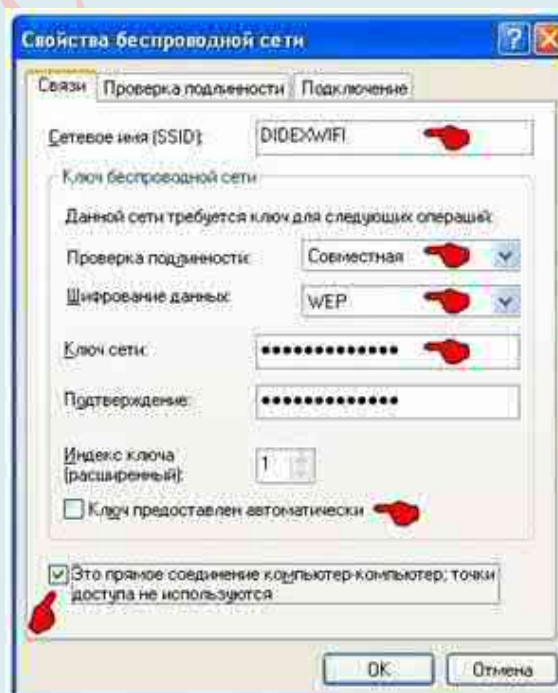 Свойства беспроводной сети
Связи Проверка подлинности Подключение
Сетевое имя (SSID): DIDEXWIFI
Ключ беспроводной сети
Данной сети требуется ключ для следующих операций:
Проверка подлинности: Совместная
Шифрование данных: WEP
Ключ сети: •••••••••••••
Подтверждение: •••••••••••••
Индекс ключа
(расширенный): 1
Ключ предоставлен автоматически
Это прямое соединение компьютер-компьютер; точки
доступа не используются
OK Отмена